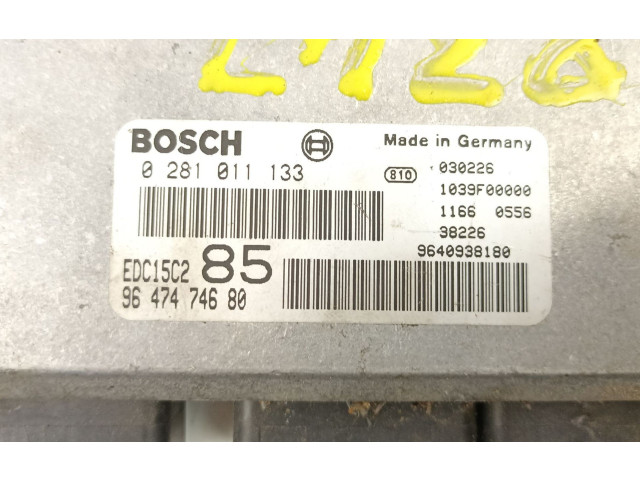 BOSCH
Made in Germany
0 281 011 133
810
030226
1039F00000
1166 0556
38226
9640938180
EDC15C2 85
96 474 746 80